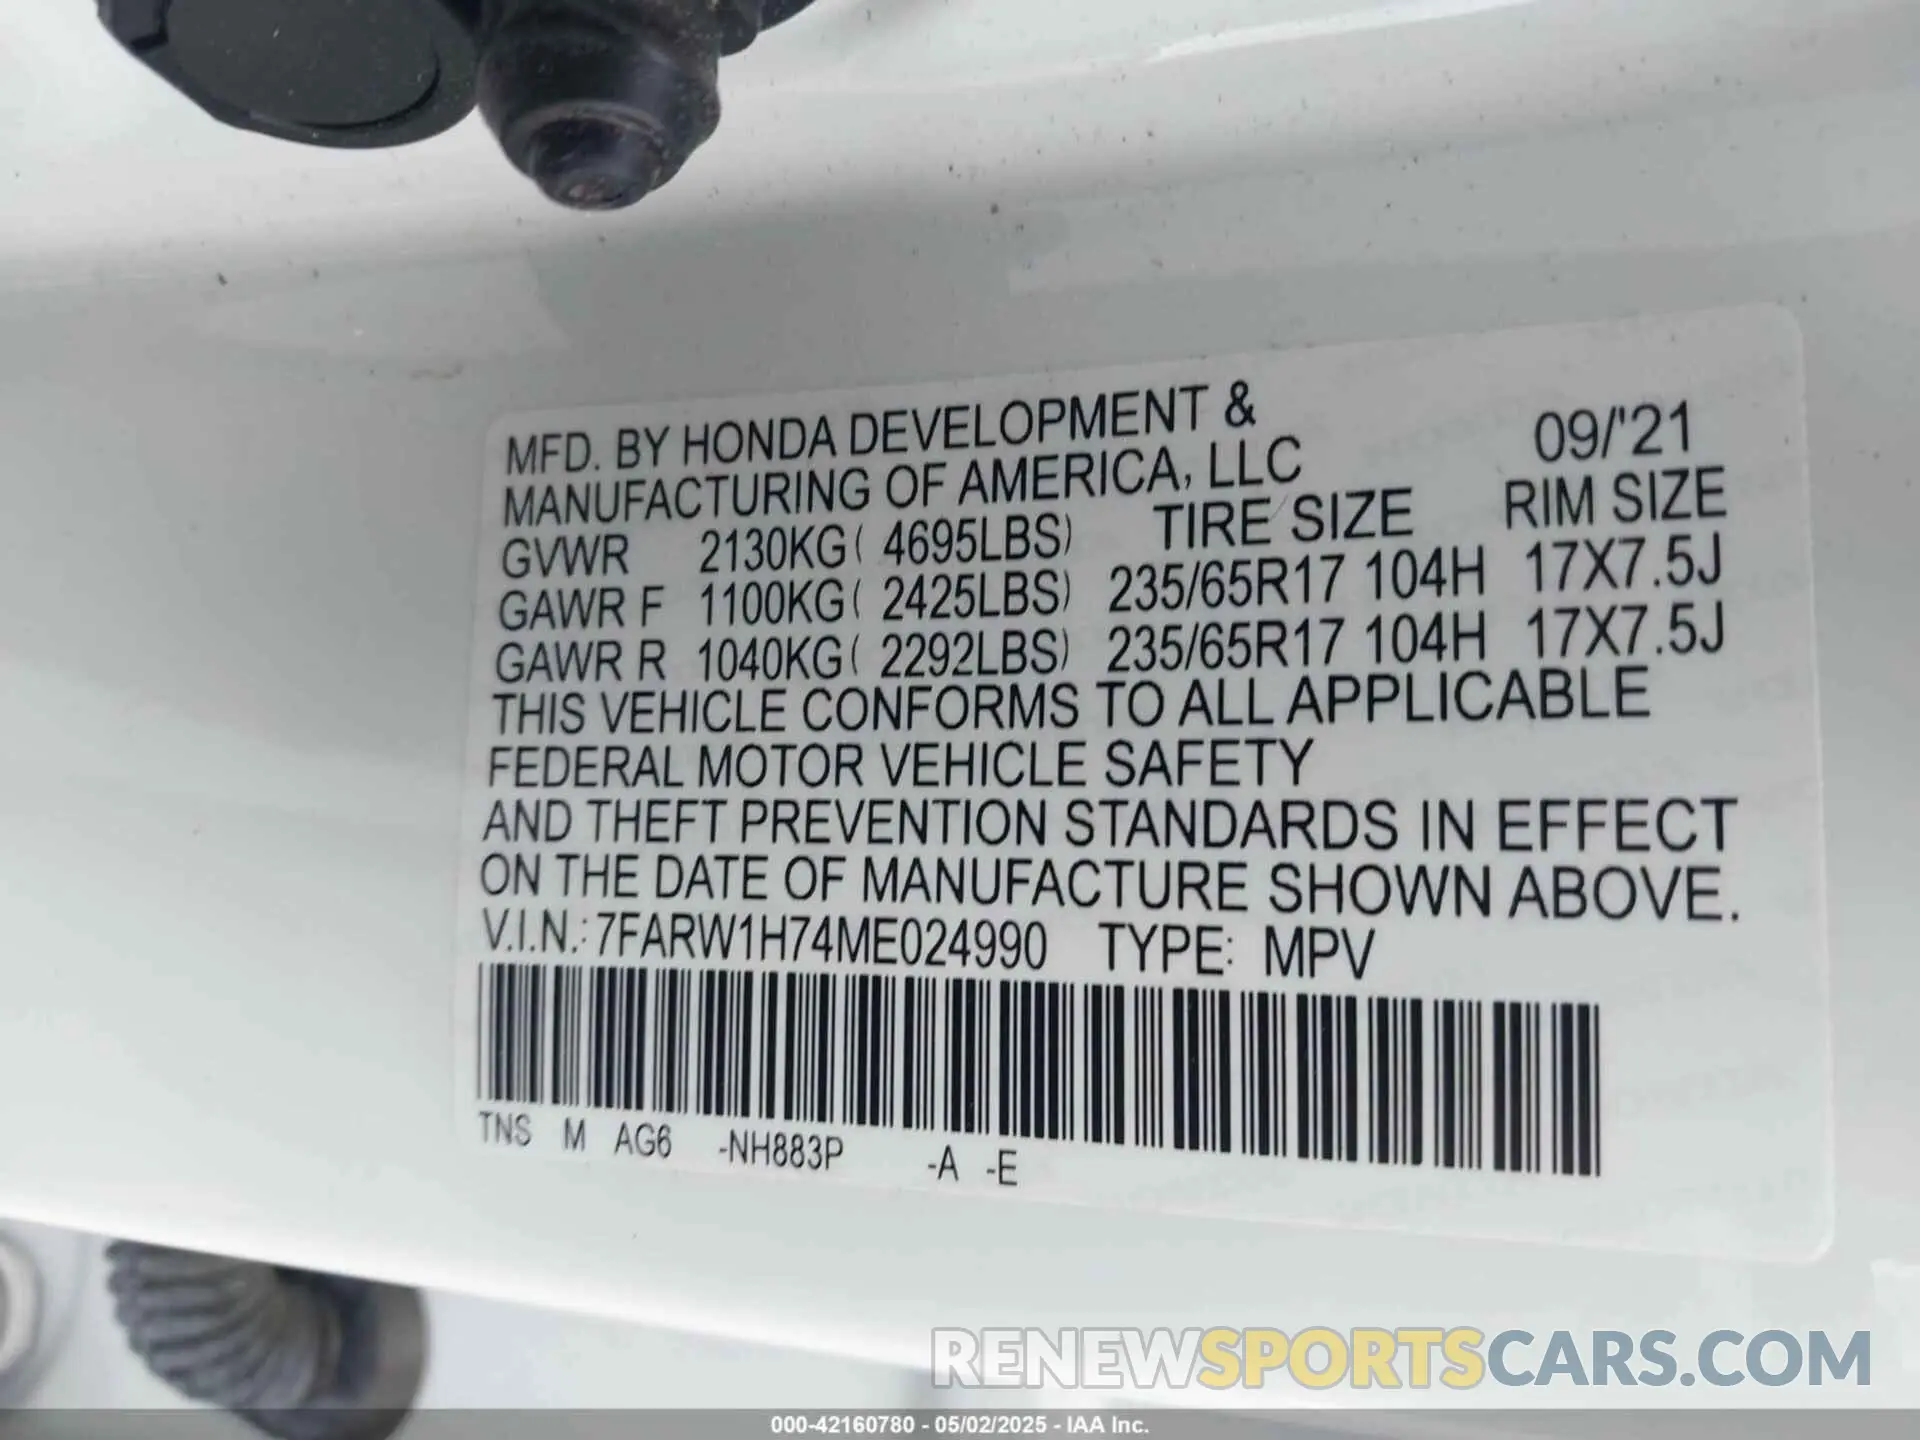 MFD. BY HONDA DEVELOPMENT & 09/'21
MANUFACTURING OF AMERICA, LLC
GVWR 2130KG( 4695LBS) TIRE SIZE RIM SIZE
GAWR F 1100KG( 2425LBS) 235/65R17 104H 17X7.5J
GAWR R 1040KG( 2292LBS) 235/65R17 104H 17X7.5J
THIS VEHICLE CONFORMS TO ALL APPLICABLE
FEDERAL MOTOR VEHICLE SAFETY
AND THEFT PREVENTION STANDARDS IN EFFECT
ON THE DATE OF MANUFACTURE SHOWN ABOVE.
V.I.N.: 7FARW1H74ME024990 TYPE: MPV
TNS M AG6 -NH883P -A -E
RENEWSPORTSCARS.COM
000-42160780 - 05/02/2025 - IAA Inc.